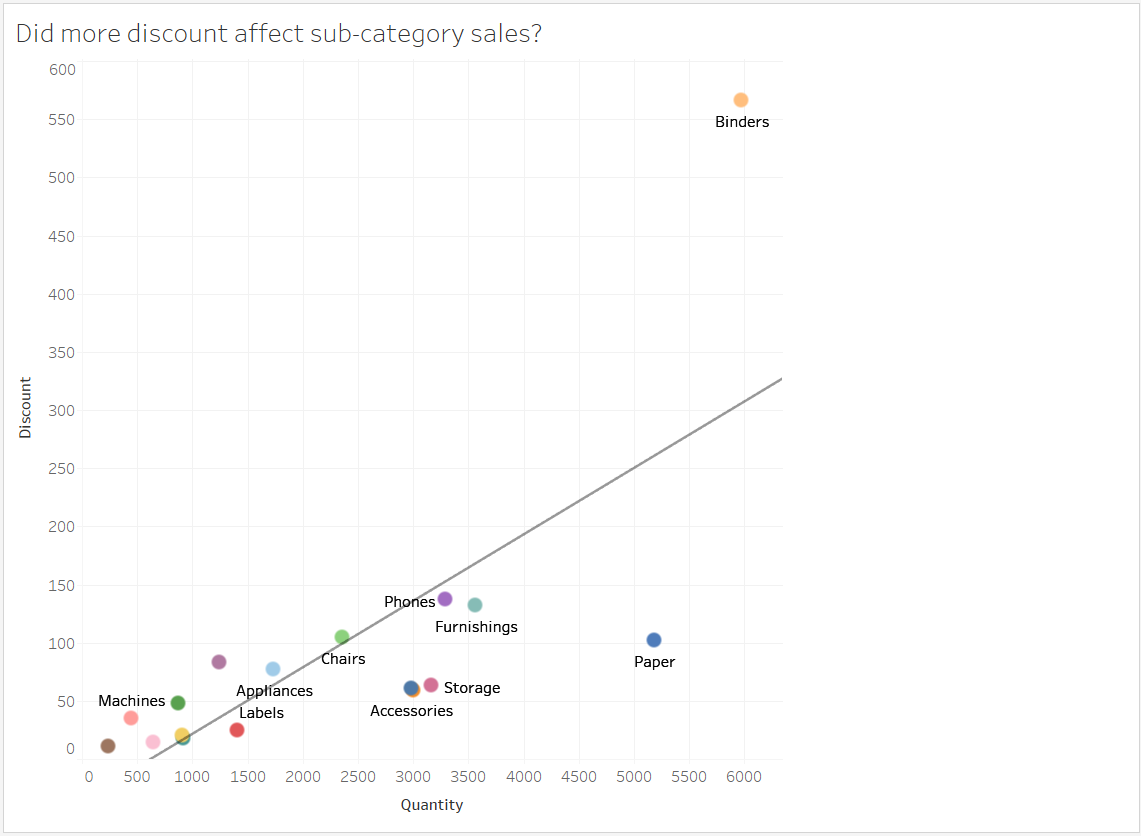 Did more discount affect sub-category sales?
600
550
500
450
400
350
300
250
200
150
100
50
0
Discount
Binders
Phones
Furnishings
Chairs
Paper
Appliances
Storage
Machines
Labels
Accessories
0 500 1000 1500 2000 2500 3000 3500 4000 4500 5000 5500 6000
Quantity